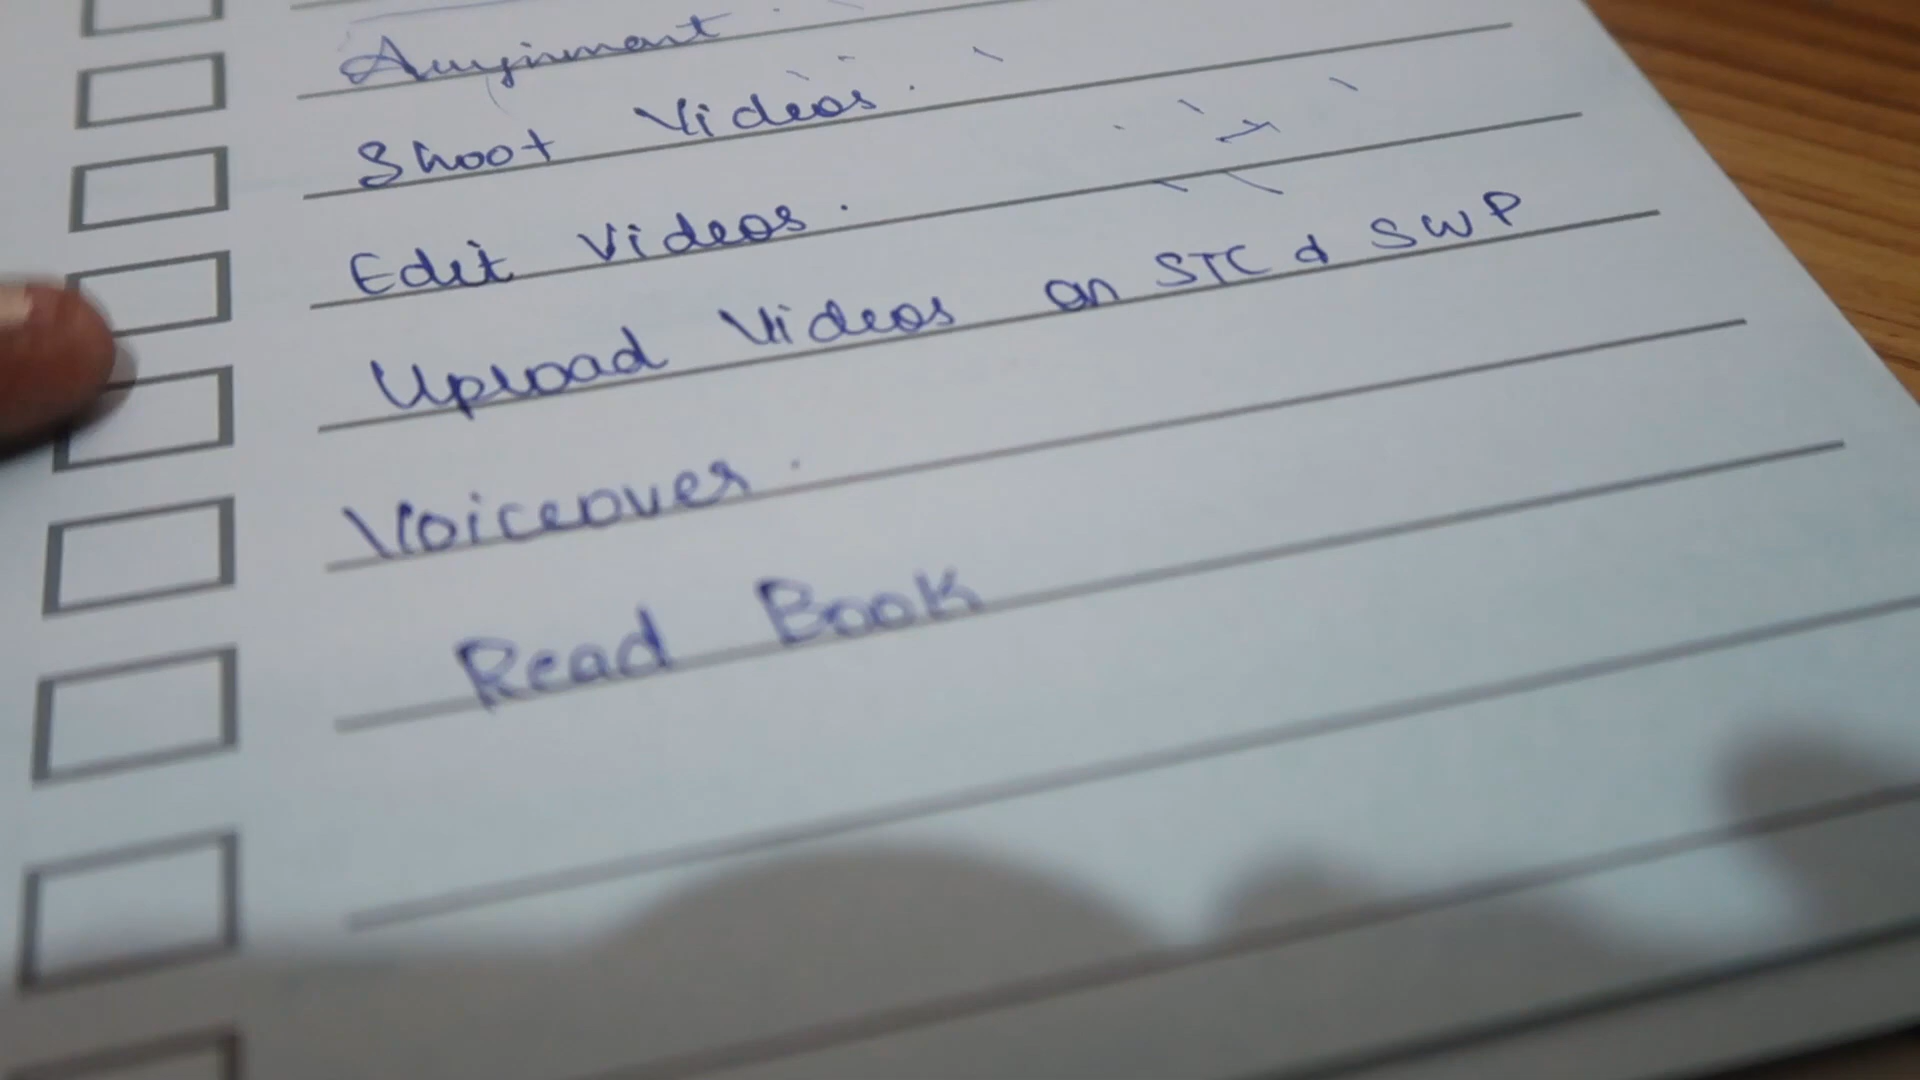 Assignment.
Shoot Videos.
Edit Videos.
Upload Videos on STC & SWP
Voiceover.
Read Book